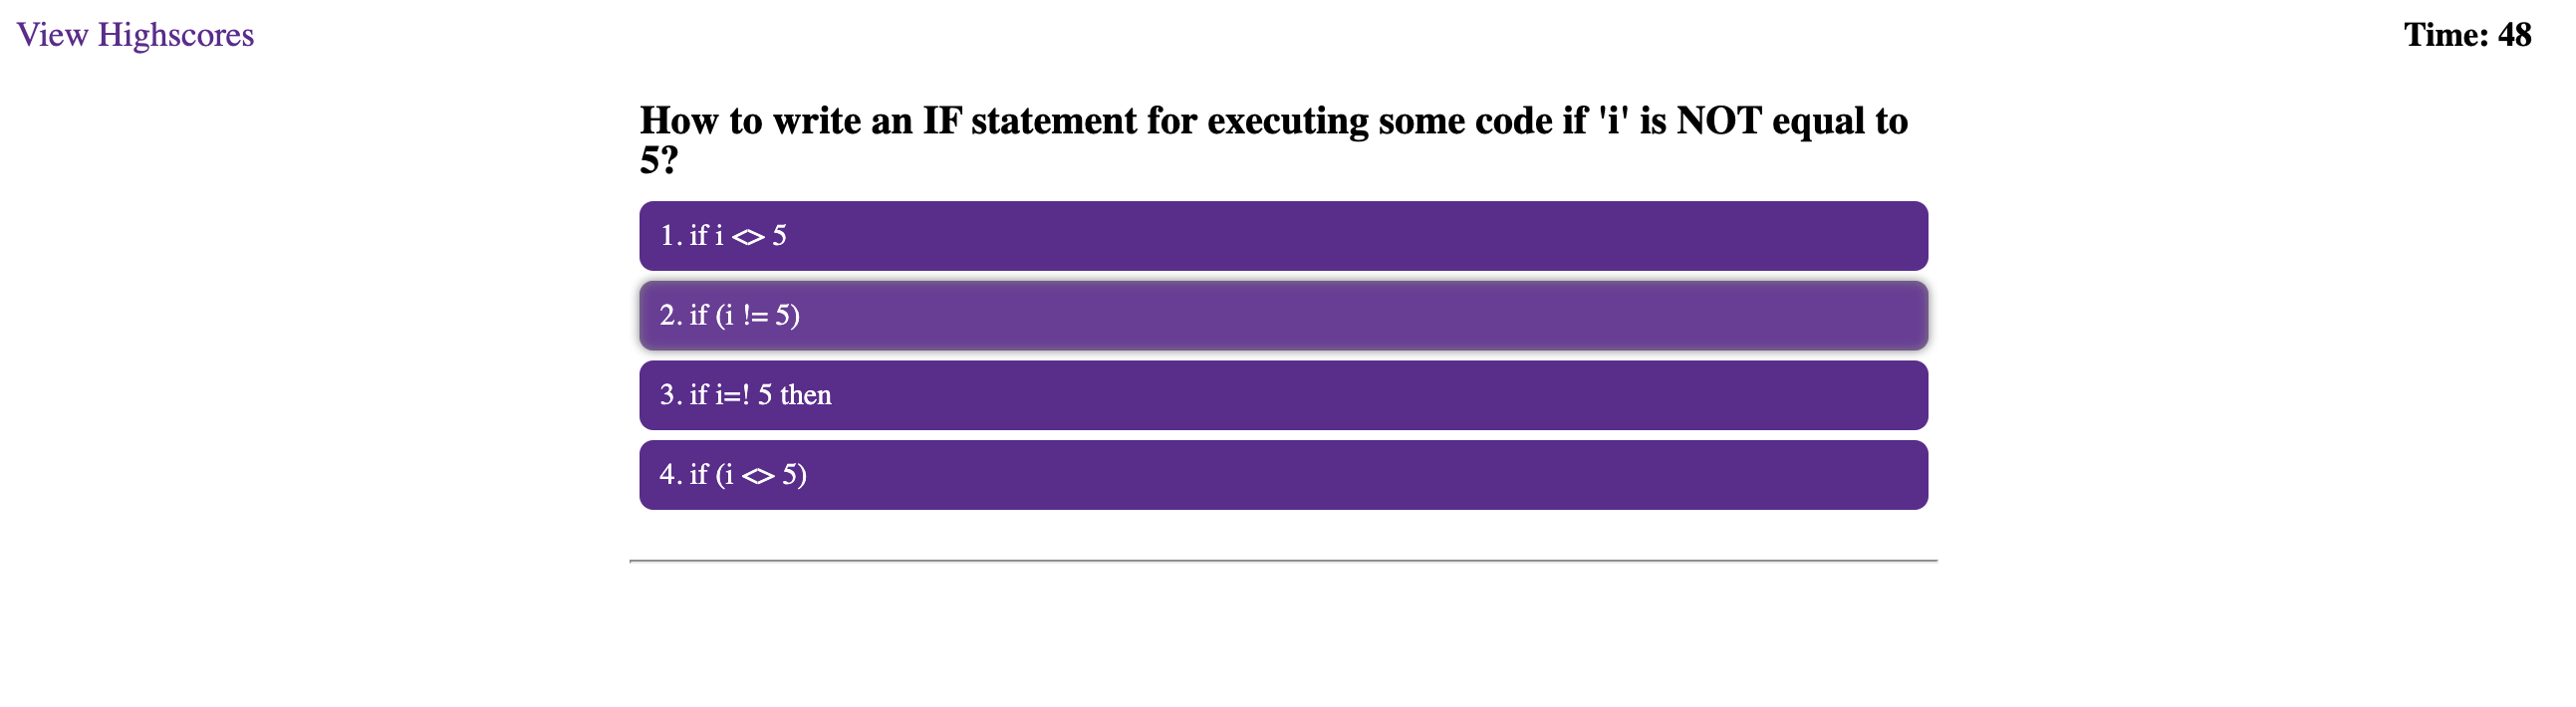 View Highscores
Time: 48
How to write an IF statement for executing some code if 'i' is NOT equal to
5?
1. if i <> 5
2. if (i != 5)
3. if i=! 5 then
4. if (i <> 5)